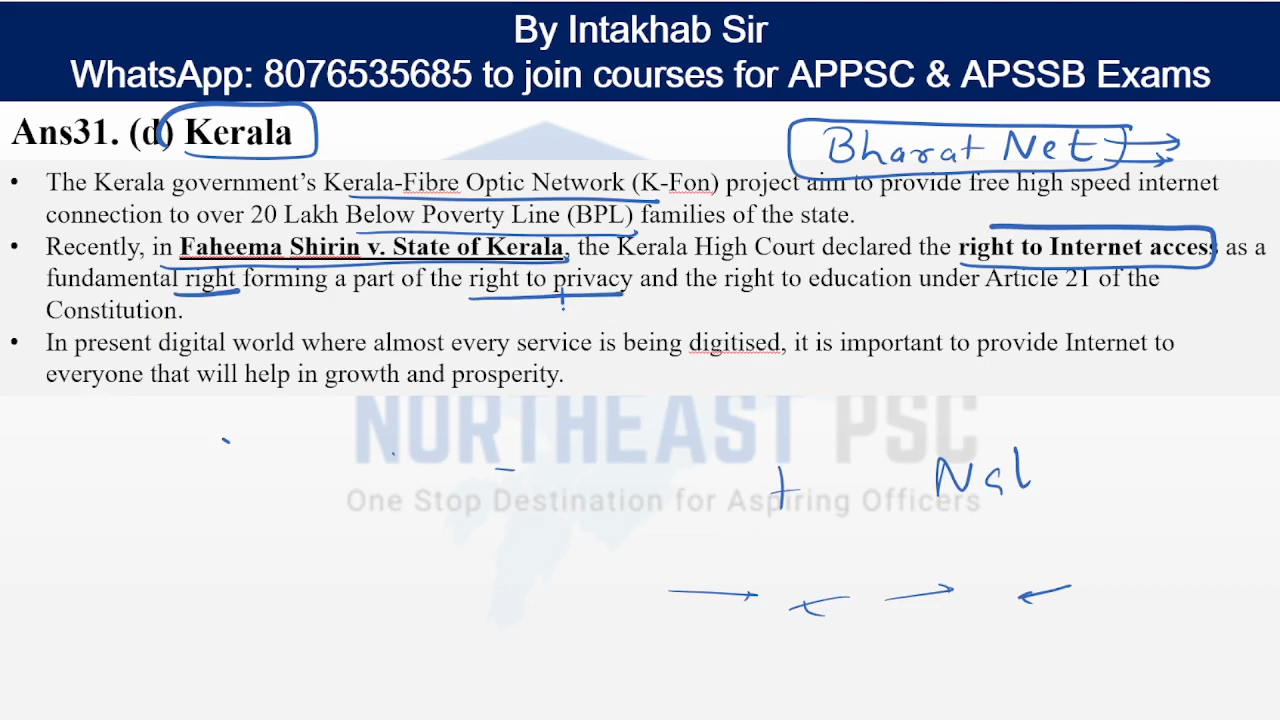 By Intakhab Sir
WhatsApp: 8076535685 to join courses for APPSC & APSSB Exams
Ans31. (d) Kerala
Bharat Net
• The Kerala government's Kerala-Fibre Optic Network (K-Fon) project aim to provide free high speed internet
connection to over 20 Lakh Below Poverty Line (BPL) families of the state.
• Recently, in Faheema Shirin v. State of Kerala, the Kerala High Court declared the right to Internet access as a
fundamental right forming a part of the right to privacy and the right to education under Article 21 of the
Constitution.
• In present digital world where almost every service is being digitised, it is important to provide Internet to
everyone that will help in growth and prosperity.
NORTHEAST PSC
One Stop Destination for Aspiring Officers